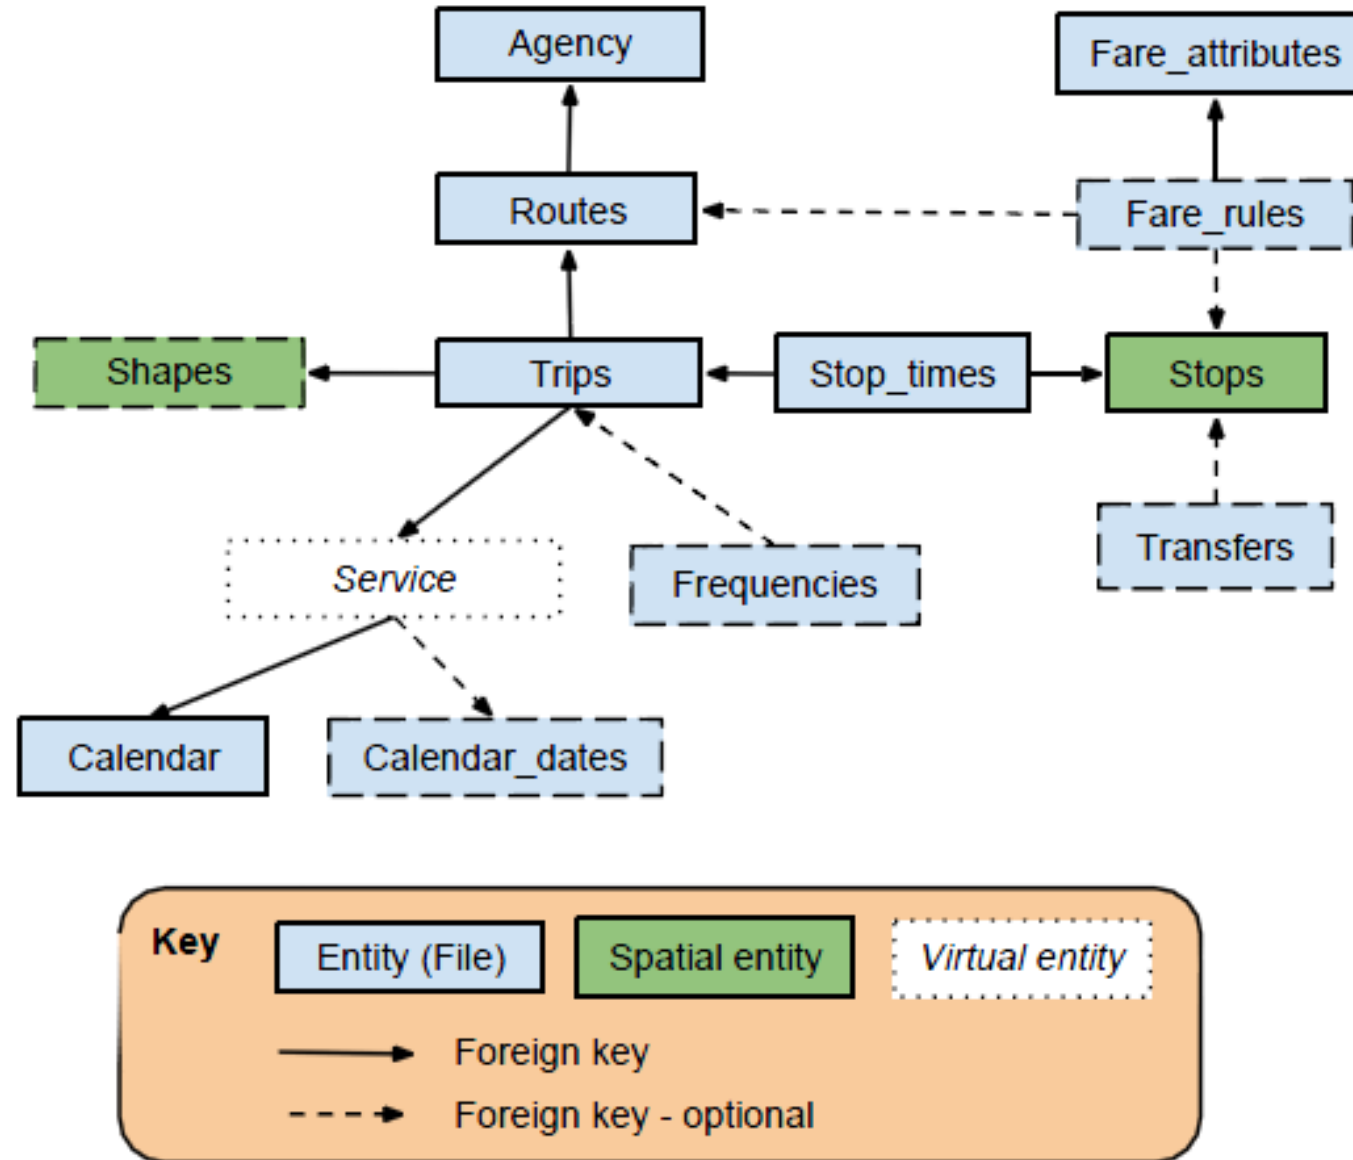 Agency
Fare_attributes
Routes
Fare_rules
Shapes
Trips
Stop_times
Stops
Service
Frequencies
Transfers
Calendar
Calendar_dates
Key
Entity (File)
Spatial entity
Virtual entity
Foreign key
Foreign key - optional